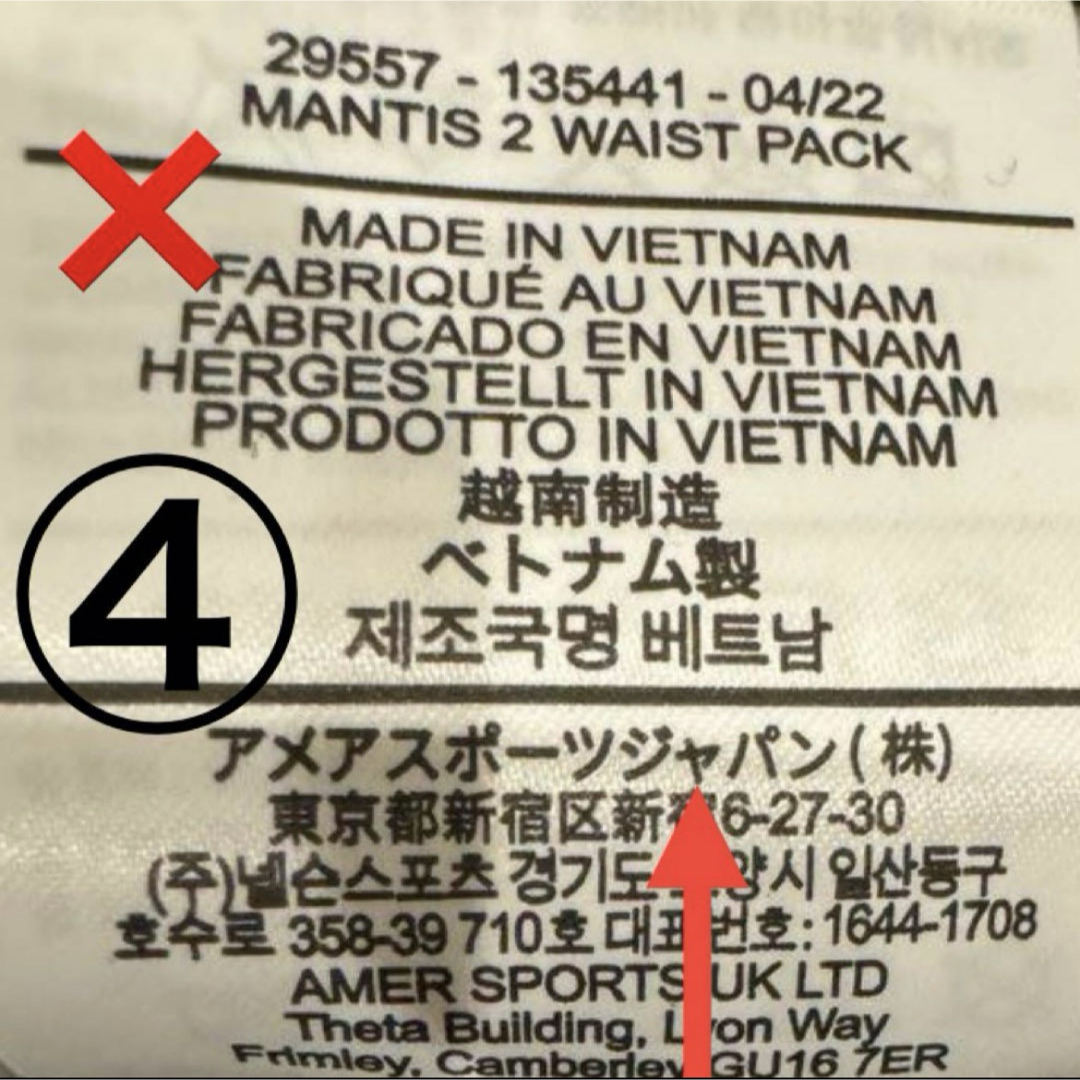 29557 - 135441 - 04/22
MANTIS 2 WAIST PACK
MADE IN VIETNAM
FABRIQUÉ AU VIETNAM
FABRICADO EN VIETNAM
HERGESTELLT IN VIETNAM
PRODOTTO IN VIETNAM
越南制造
ベトナム製
제조국명 베트남
④
アメアスポーツジャパン(株)
東京都新宿区新 6-27-30
(주)넬슨스포츠 경기도 양시 일산동구
호수로 358-39 710호 대표번호: 1644-1708
AMER SPORTS UK LTD
Theta Building, Lyon Way
Frimley, Camberley GU16 7ER